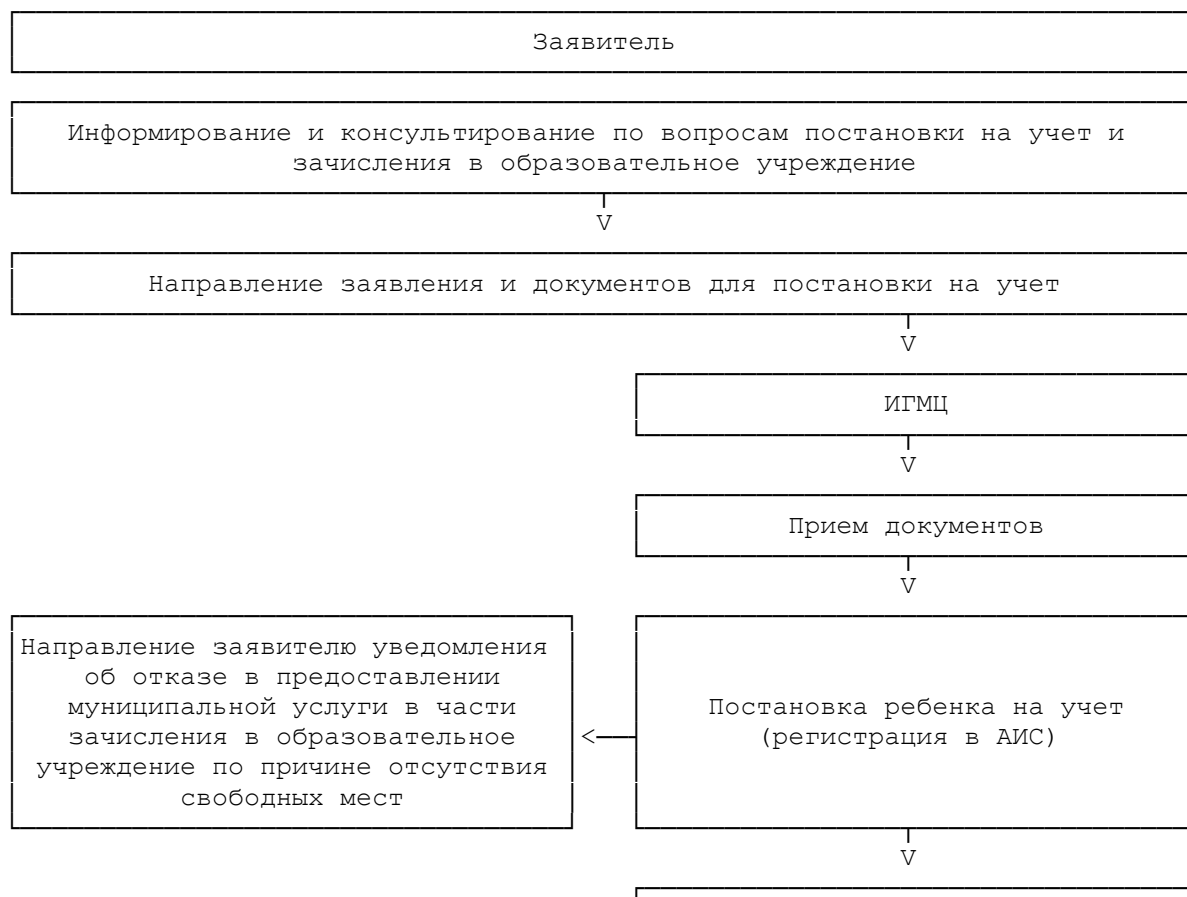 Заявитель
Информирование и консультирование по вопросам постановки на учет и
зачисления в образовательное учреждение
V
Направление заявления и документов для постановки на учет
V
ИГМЦ
V
Прием документов
V
Направление заявителю уведомления
об отказе в предоставлении
муниципальной услуги в части
зачисления в образовательное
учреждение по причине отсутствия
свободных мест
<
Постановка ребенка на учет
(регистрация в АИС)
V